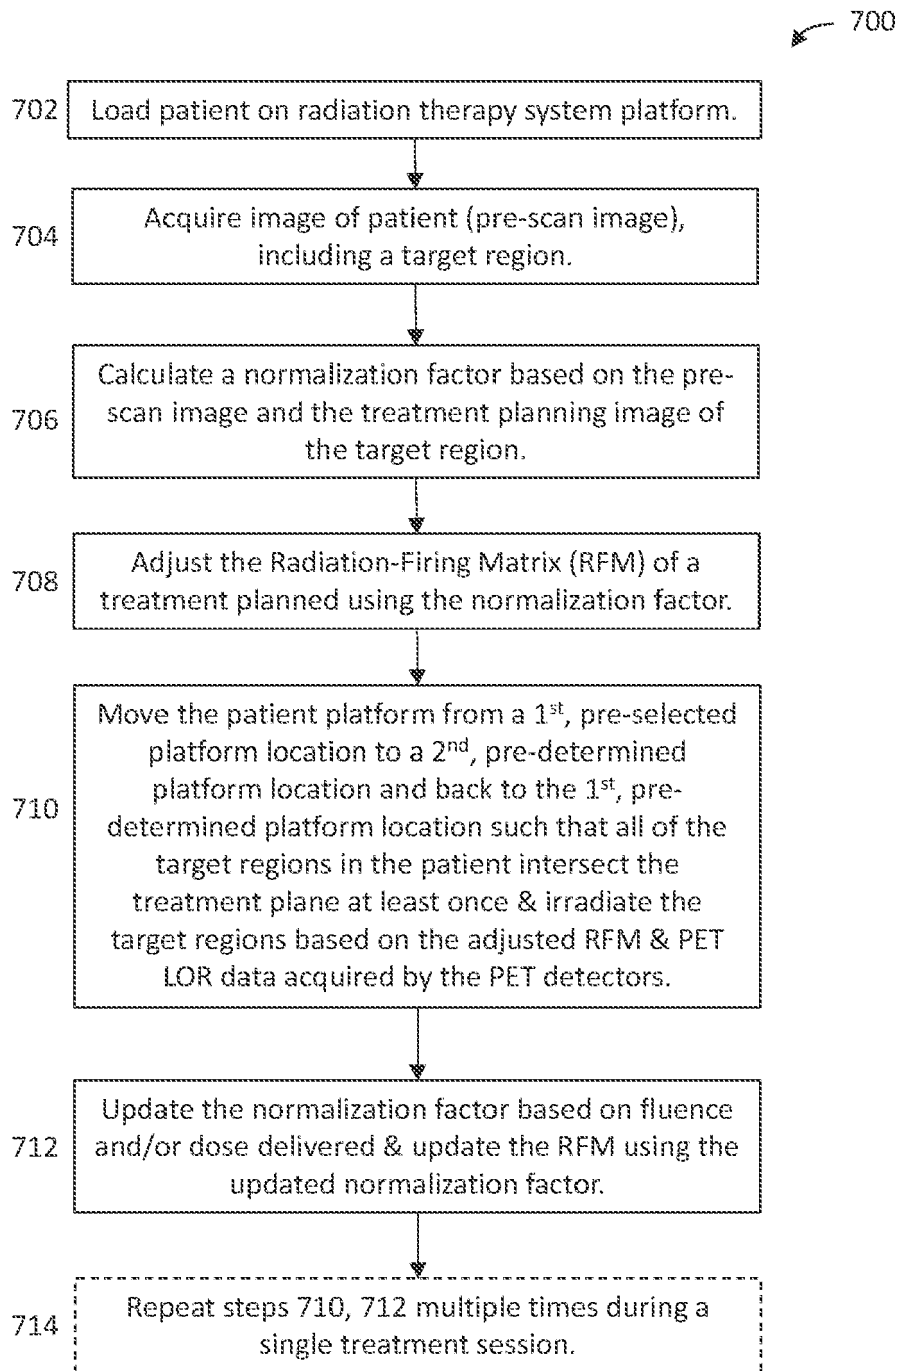 700
702
Load patient on radiation therapy system platform.
704
Acquire image of patient (pre-scan image),
including a target region.
706
Calculate a normalization factor based on the pre-
scan image and the treatment planning image of
the target region.
708
Adjust the Radiation-Firing Matrix (RFM) of a
treatment planned using the normalization factor.
710
Move the patient platform from a 1st, pre-selected
platform location to a 2nd, pre-determined
platform location and back to the 1st, pre-
determined platform location such that all of the
target regions in the patient intersect the
treatment plane at least once & irradiate the
target regions based on the adjusted RFM & PET
LOR data acquired by the PET detectors.
712
Update the normalization factor based on fluence
and/or dose delivered & update the RFM using the
updated normalization factor.
714
Repeat steps 710, 712 multiple times during a
single treatment session.